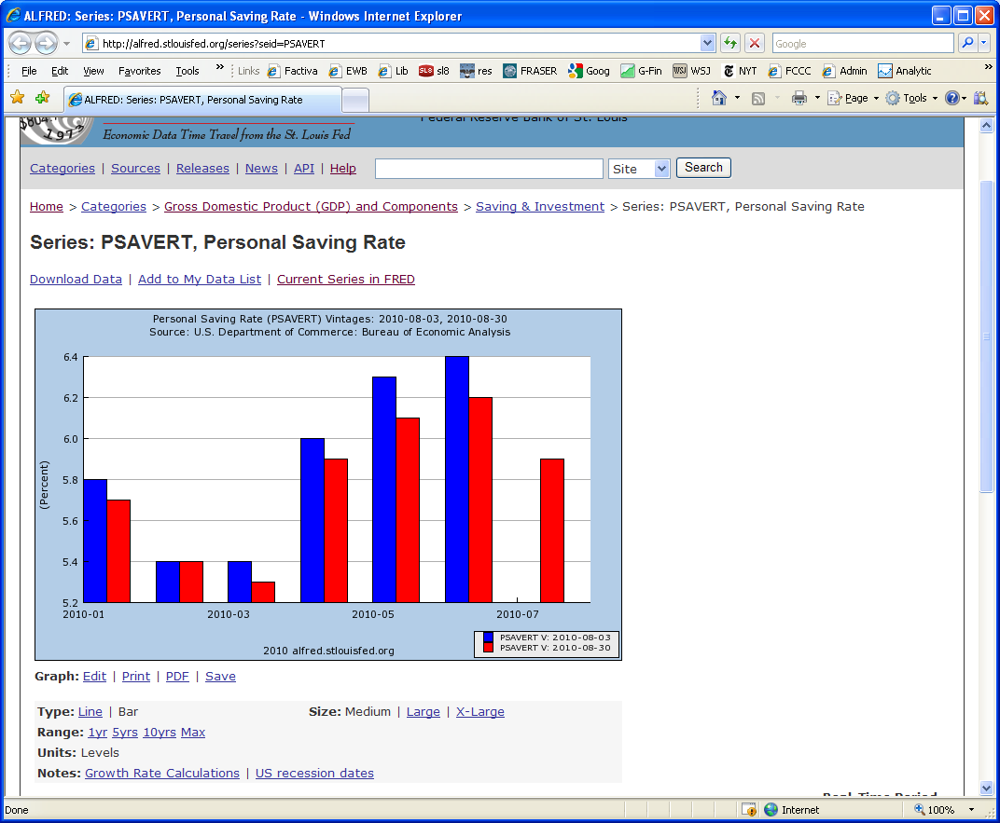 ALFRED: Series: PSAVERT, Personal Saving Rate - Windows Internet Explorer
http://alfred.stlouisfed.org/series?seid=PSAVERT
Google
File Edit View Favorites Tools » Links Factiva EWB Lib SL8 sl8 res FRASER Goog G-Fin WSJ WSJ NYT FCCC Admin Analytic »
ALFRED: Series: PSAVERT, Personal Saving Rate
Page Tools
Federal Reserve Bank of St. Louis
$804.
197?
Economic Data Time Travel from the St. Louis Fed
Categories | Sources | Releases | News | API | Help
Site
Search
Home > Categories > Gross Domestic Product (GDP) and Components > Saving & Investment > Series: PSAVERT, Personal Saving Rate
Series: PSAVERT, Personal Saving Rate
Download Data | Add to My Data List | Current Series in FRED
Personal Saving Rate (PSAVERT) Vintages: 2010-08-03, 2010-08-30
Source: U.S. Department of Commerce: Bureau of Economic Analysis
6.4
6.2
6.0
5.8
(Percent)
5.6
5.4
5.2
2010-01 2010-03 2010-05 2010-07
PSAVERT V: 2010-08-03
PSAVERT V: 2010-08-30
2010 alfred.stlouisfed.org
Graph: Edit | Print | PDF | Save
Type: Line | Bar
Size: Medium | Large | X-Large
Range: 1yr 5yrs 10yrs Max
Units: Levels
Notes: Growth Rate Calculations | US recession dates
Real-Time Period
Done
Internet
100%